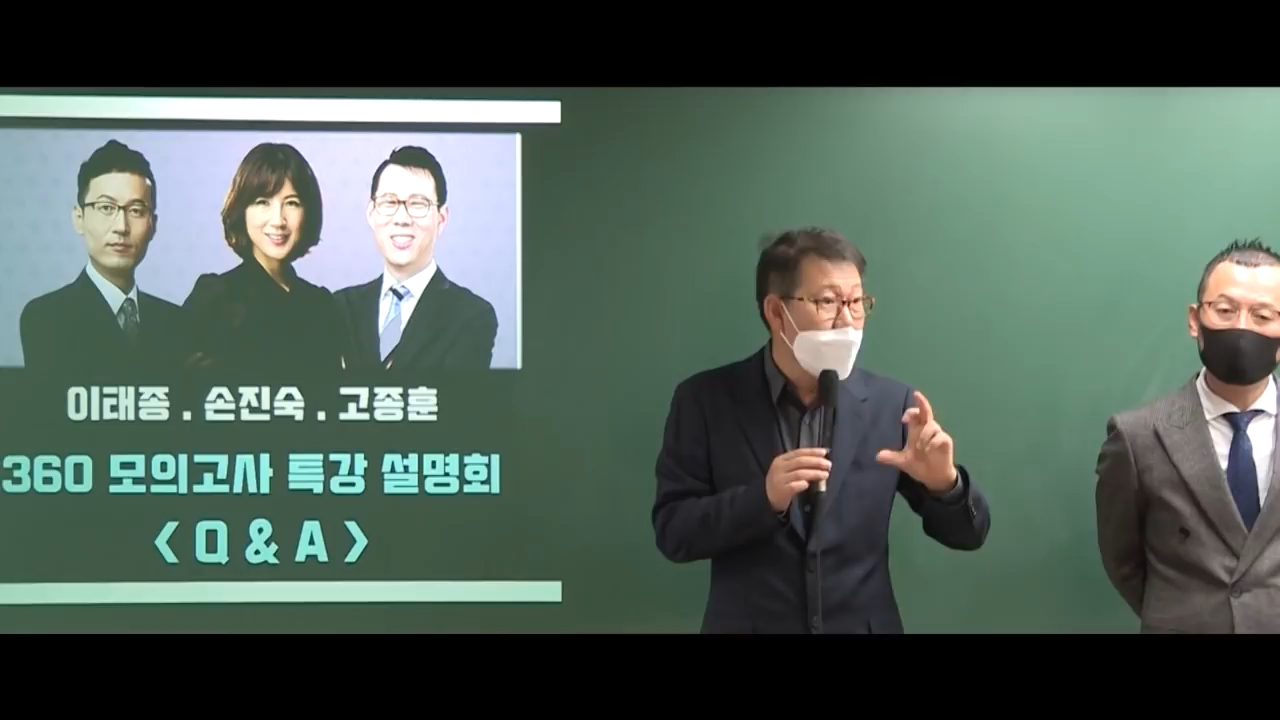 이태종 . 손진숙 . 고종훈
360 모의고사 특강 설명회
< Q & A >